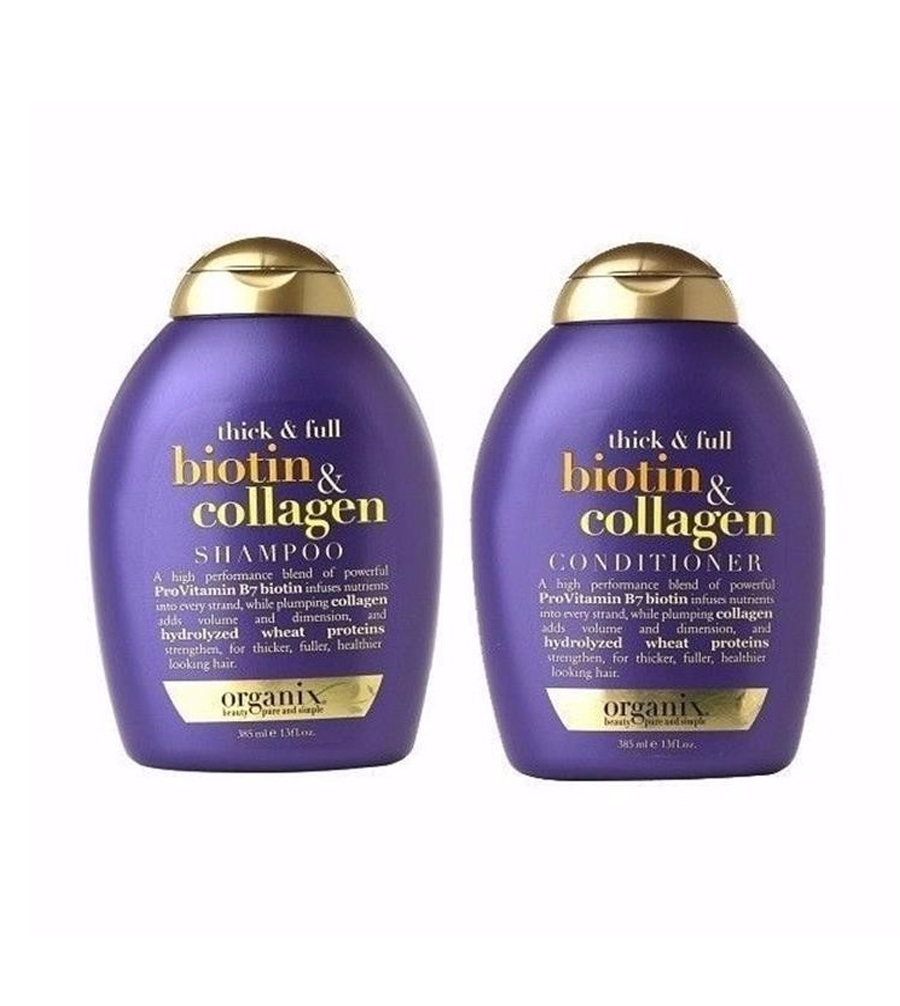 thick & full
biotin &
collagen
SHAMPOO
A high performance blend of powerful
ProVitamin B7 biotin infuses nutrients
into every strand, while plumping collagen
adds volume and dimension, and
hydrolyzed wheat proteins
strengthen, for thicker, fuller, healthier
looking hair.
organix®
beauty pure and simple
385 ml e 13fl.oz.
thick & full
biotin &
collagen
CONDITIONER
A high performance blend of powerful
ProVitamin B7 biotin infuses nutrients
into every strand, while plumping collagen
adds volume and dimension, and
hydrolyzed wheat proteins
strengthen, for thicker, fuller, healthier
looking hair.
organix®
beauty pure and simple
385 ml e 13fl.oz.